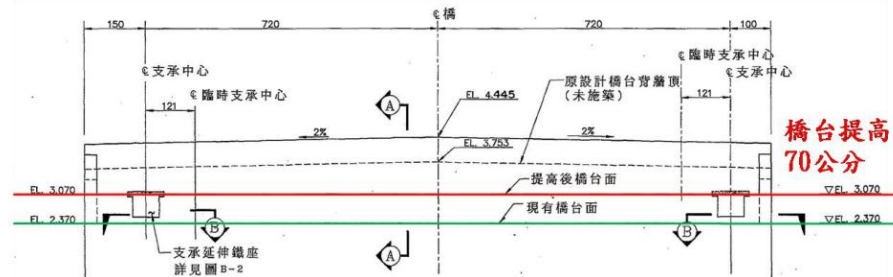 ℄橋
150
720
720
100
℄支承中心
℄臨時支承中心
121
℄臨時支承中心
℄支承中心
121
原設計橋台背牆頂
(未施築)
A
EL. 4.445
2%
2%
EL. 3.753
橋台提高
70公分
提高後橋台面
EL. 3.070
▽EL. 3.070
現有橋台面
EL. 2.370
▽EL. 2.370
B
B
支承延伸鐵座
詳見圖B-2
A